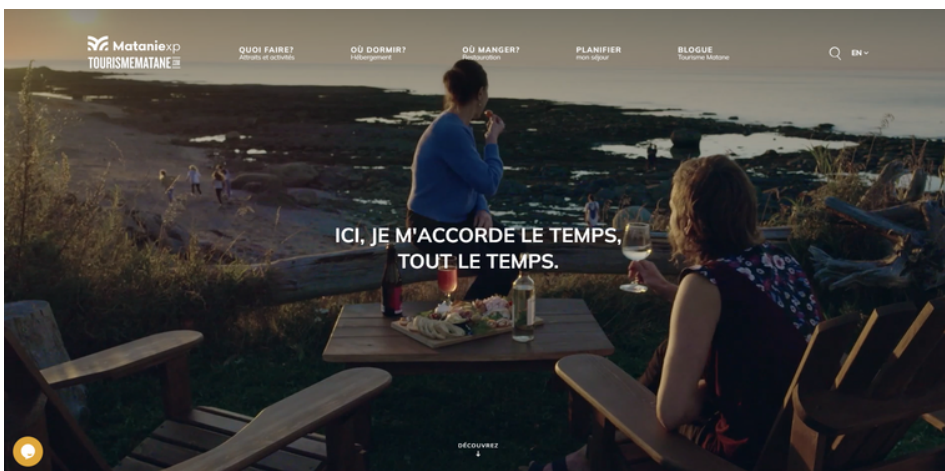 Mataniexp
TOURISMEMATANE
QUOI FAIRE?
Attraits et activités
OÙ DORMIR?
Hébergement
OÙ MANGER?
Restauration
PLANIFIER
mon séjour
BLOGUE
Tourisme Matane
EN
ICI, JE M'ACCORDE LE TEMPS,
TOUT LE TEMPS.
DÉCOUVREZ